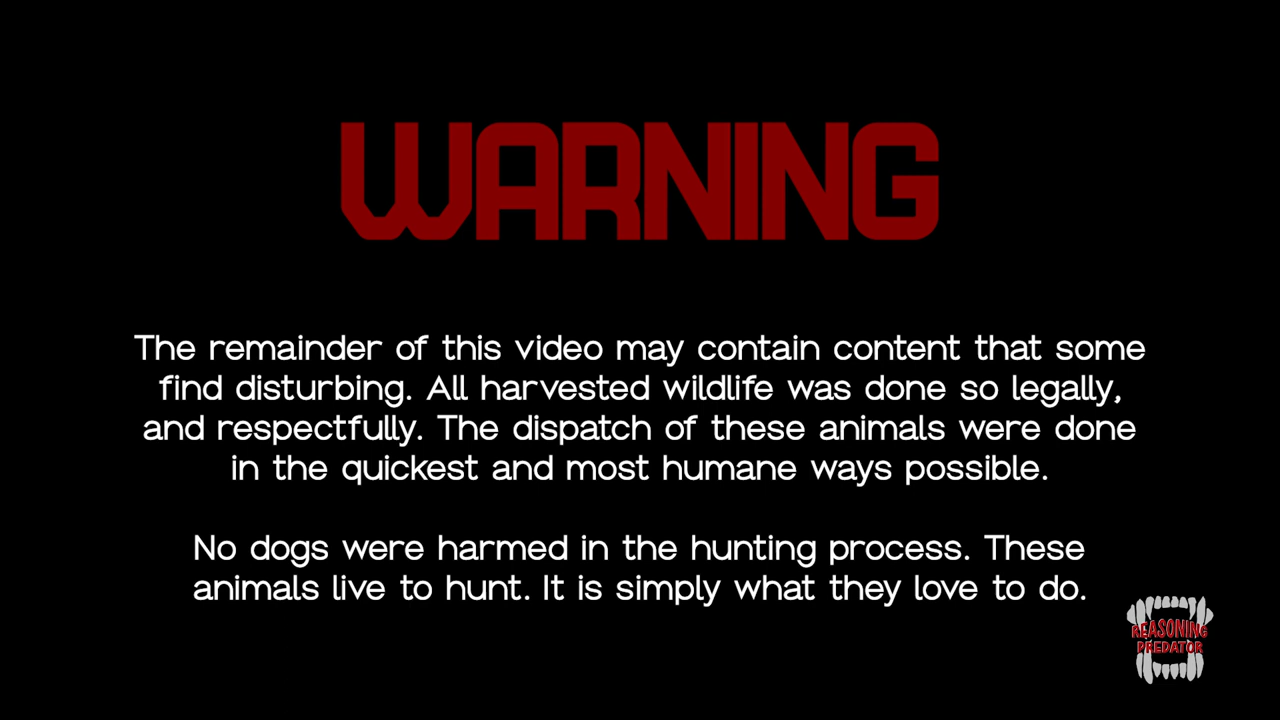 WARNING
The remainder of this video may contain content that some
find disturbing. All harvested wildlife was done so legally,
and respectfully. The dispatch of these animals were done
in the quickest and most humane ways possible.
No dogs were harmed in the hunting process. These
animals live to hunt. It is simply what they love to do.
REASONING
PREDATOR